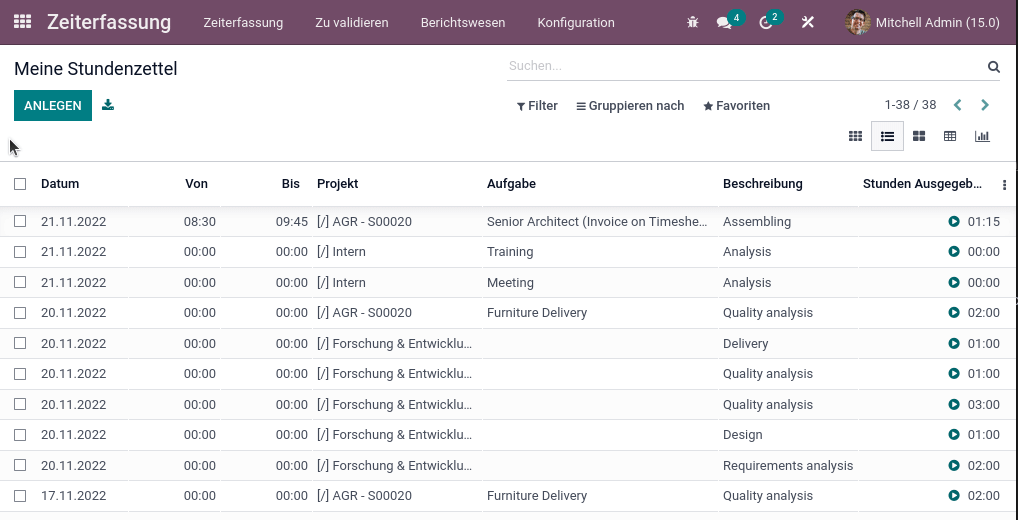 Zeiterfassung Zeiterfassung Zu validieren Berichtswesen Konfiguration 4 2 Mitchell Admin (15.0)
Meine Stundenzettel Suchen...
ANLEGEN Filter Gruppieren nach Favoriten 1-38 / 38
Datum Von Bis Projekt Aufgabe Beschreibung Stunden Ausgegeb...
21.11.2022 08:30 09:45 [/] AGR - S00020 Senior Architect (Invoice on Timeshe... Assembling 01:15
21.11.2022 00:00 00:00 [/] Intern Training Analysis 00:00
21.11.2022 00:00 00:00 [/] Intern Meeting Analysis 00:00
20.11.2022 00:00 00:00 [/] AGR - S00020 Furniture Delivery Quality analysis 02:00
20.11.2022 00:00 00:00 [/] Forschung & Entwicklu... Delivery 01:00
20.11.2022 00:00 00:00 [/] Forschung & Entwicklu... Quality analysis 01:00
20.11.2022 00:00 00:00 [/] Forschung & Entwicklu... Quality analysis 03:00
20.11.2022 00:00 00:00 [/] Forschung & Entwicklu... Design 01:00
20.11.2022 00:00 00:00 [/] Forschung & Entwicklu... Requirements analysis 02:00
17.11.2022 00:00 00:00 [/] AGR - S00020 Furniture Delivery Quality analysis 02:00